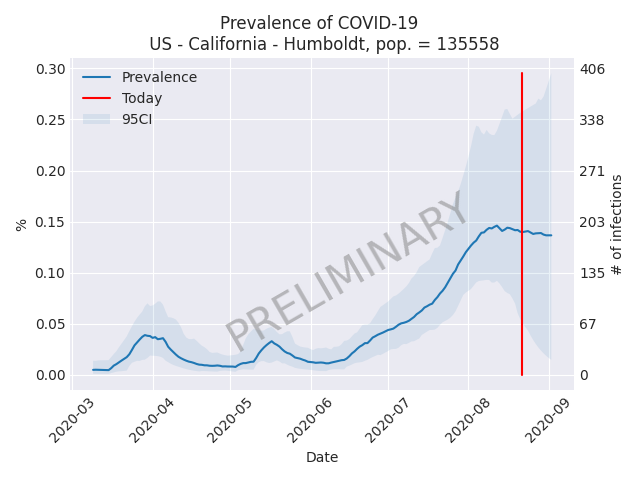 Prevalence of COVID-19
US - California - Humboldt, pop. = 135558
Prevalence
Today
95CI
PRELIMINARY
0.30
0.25
0.20
0.15
0.10
0.05
0.00
%
406
338
271
203
135
67
0
# of infections
2020-03
2020-04
2020-05
2020-06
2020-07
2020-08
2020-09
Date